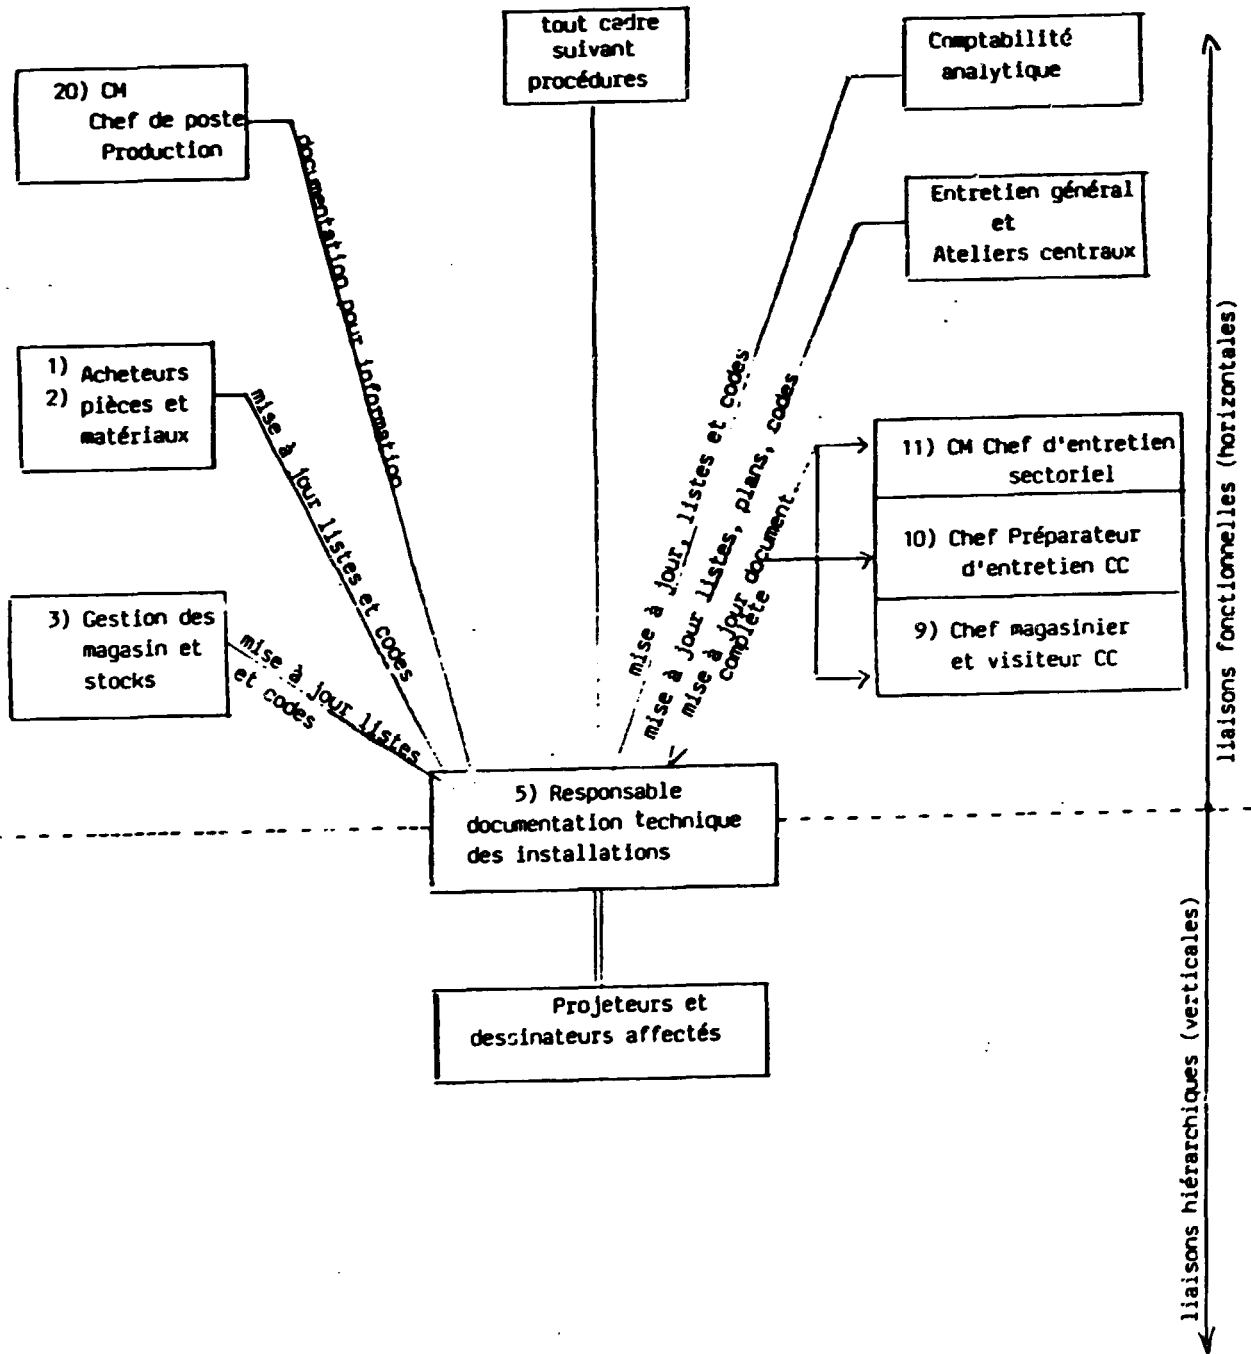 tout cadre
suivant
procédures
Comptabilité
analytique
20) CM
Chef de poste
Production
Entretien général
et
Ateliers centraux
documentation pour information
1) Acheteurs
2) pièces et
matériaux
mise à jour listes et codes
mise à jour, listes et codes
mise à jour listes, plans, codes
mise à jour document
complète
11) CM Chef d'entretien
sectoriel
10) Chef Préparateur
d'entretien CC
9) Chef magasinier
et visiteur CC
3) Gestion des
magasin et
stocks
mise à jour listes
et codes
5) Responsable
documentation technique
des installations
Projeteurs et
dessinateurs affectés
liaisons fonctionnelles (horizontales)
liaisons hiérarchiques (verticales)